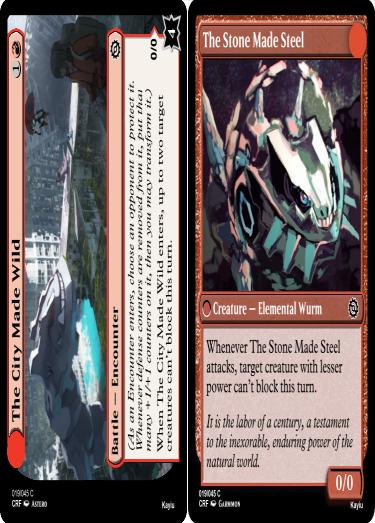 The City Made Wild
1
Battle – Encounter
(As an Encounter enters, choose an opponent to protect it.
Whenever defense counters are removed from it, put that
many +1/+1 counters on it, then you may transform it.)
When The City Made Wild enters, up to two target
creatures can't block this turn.
0/0
4
019/045 C
CRF Astero
Kayiu
The Stone Made Steel
Creature – Elemental Wurm
Whenever The Stone Made Steel
attacks, target creature with lesser
power can't block this turn.
It is the labor of a century, a testament
to the inexorable, enduring power of the
natural world.
0/0
019/045 C
CRF Garmmon
Kayiu